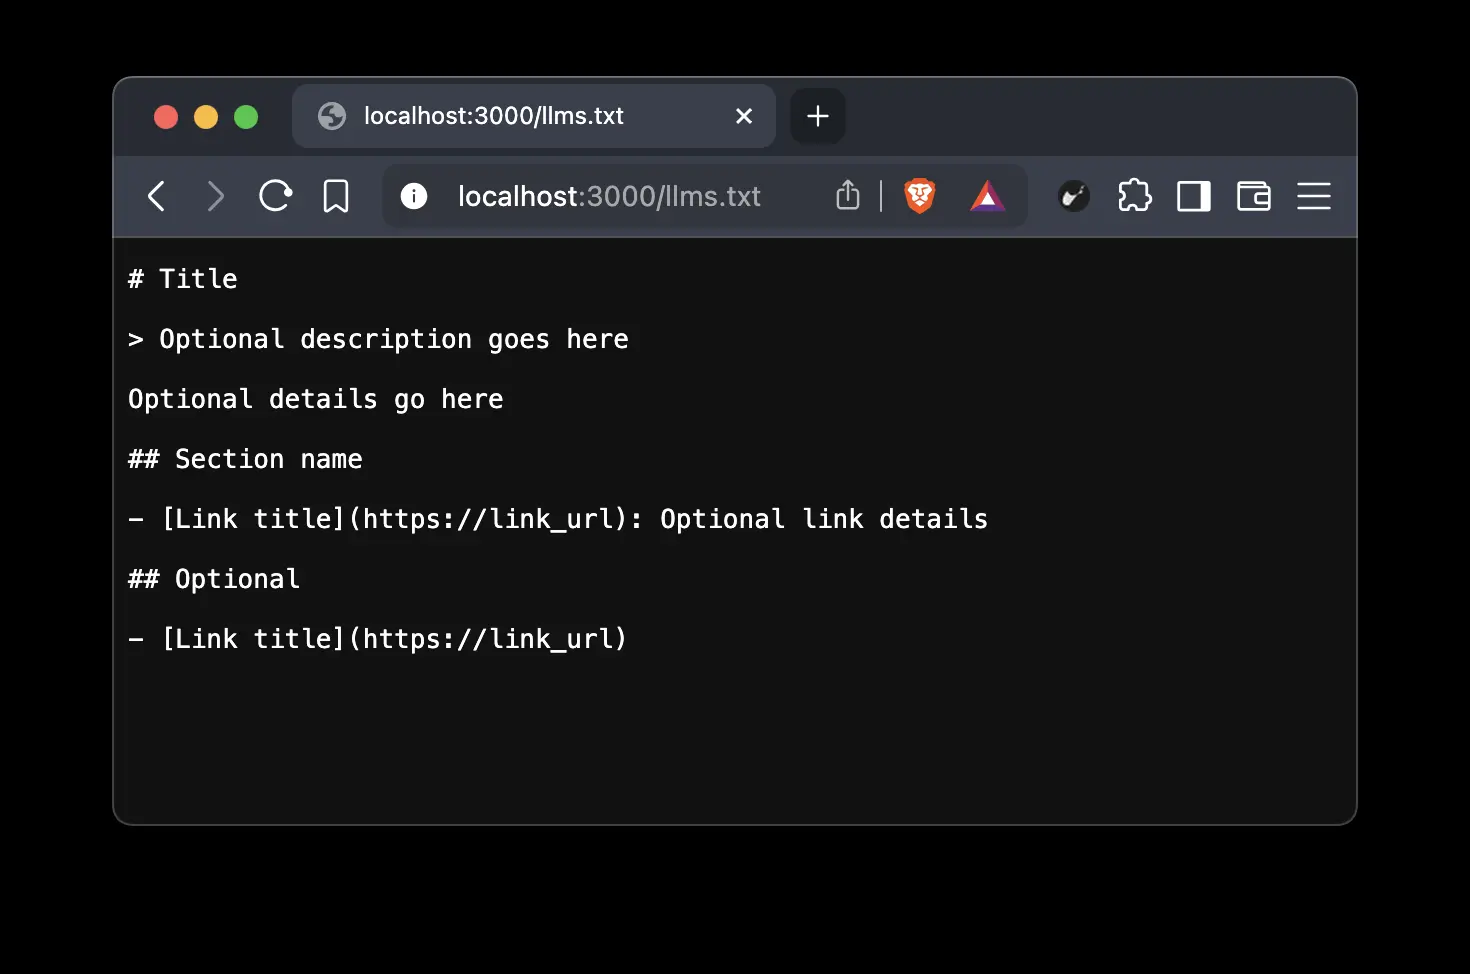 localhost:3000/llms.txt
localhost:3000/llms.txt
# Title
> Optional description goes here
Optional details go here
## Section name
- [Link title](https://link_url): Optional link details
## Optional
- [Link title](https://link_url)